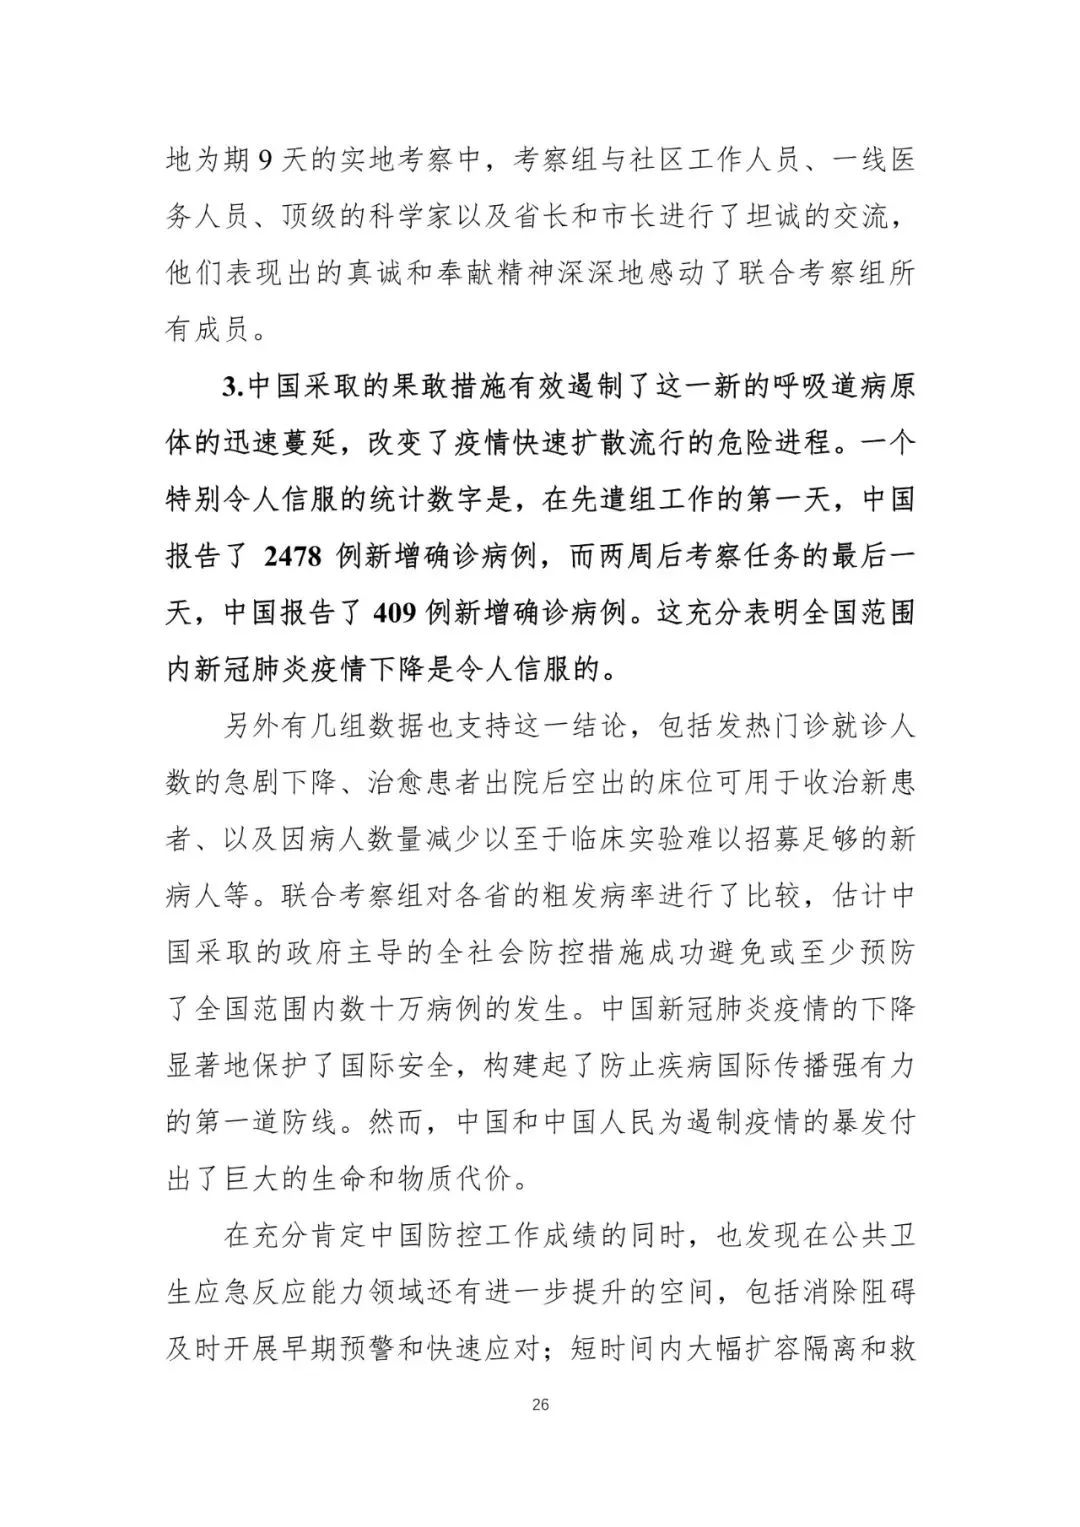 地为期 9 天的实地考察中，考察组与社区工作人员、一线医
务人员、顶级的科学家以及省长和市长进行了坦诚的交流，
他们表现出的真诚和奉献精神深深地感动了联合考察组所
有成员。
3.中国采取的果敢措施有效遏制了这一新的呼吸道病原
体的迅速蔓延，改变了疫情快速扩散流行的危险进程。一个
特别令人信服的统计数字是，在先遣组工作的第一天，中国
报告了 2478 例新增确诊病例，而两周后考察任务的最后一
天，中国报告了 409 例新增确诊病例。这充分表明全国范围
内新冠肺炎疫情下降是令人信服的。
另外有几组数据也支持这一结论，包括发热门诊就诊人
数的急剧下降、治愈患者出院后空出的床位可用于收治新患
者、以及因病人数量减少以至于临床实验难以招募足够的新
病人等。联合考察组对各省的粗发病率进行了比较，估计中
国采取的政府主导的全社会防控措施成功避免或至少预防
了全国范围内数十万病例的发生。中国新冠肺炎疫情的下降
显著地保护了国际安全，构建起了防止疾病国际传播强有力
的第一道防线。然而，中国和中国人民为遏制疫情的暴发付
出了巨大的生命和物质代价。
在充分肯定中国防控工作成绩的同时，也发现在公共卫
生应急反应能力领域还有进一步提升的空间，包括消除阻碍
及时开展早期预警和快速应对；短时间内大幅扩容隔离和救
26